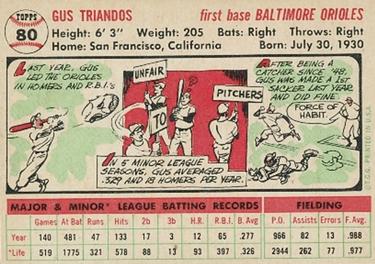 TOPPS
80
GUS TRIANDOS first base BALTIMORE ORIOLES
Height: 6' 3" Weight: 205 Bats: Right Throws: Right
Home: San Francisco, California Born: July 30, 1930
LAST YEAR, GUS
LED THE ORIOLES
IN HOMERS AND R.B.I.'s
UNFAIR
TO
PITCHERS
IN 5 MINOR LEAGUE
SEASONS, GUS AVERAGED
.329 AND 18 HOMERS PER YEAR.
AFTER BEING A
CATCHER SINCE '48,
GUS WAS MADE A 1ST
SACKER LAST YEAR
AND DID FINE.
FORCE OF
HABIT.
T.C.G. PRINTED IN U.S.A.
MAJOR & MINOR* LEAGUE BATTING RECORDS FIELDING
Games At Bat Runs Hits 2b 3b H.R. R.B.I. B. Avg P.O. Assists Errors F. Avg.
Year 140 481 47 133 17 3 12 65 .277 966 82 13 .988
Life *519 1775 321 578 88 13 93 327 .326 2944 262 77 .977